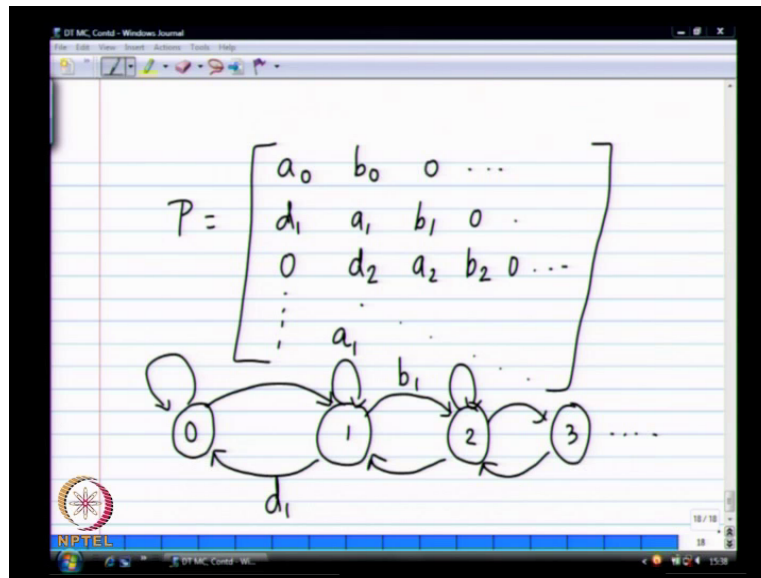 DT MC, Contd - Windows Journal
File Edit View Insert Actions Tools Help
a₀ b₀ 0 ...
P = d₁ a₁ b₁ 0 .
0 d₂ a₂ b₂ 0 ...
a₁
b₁
0 1 2 3 ....
d₁
18 / 18
NPTEL
18
DT MC, Contd - Wi...
15:38